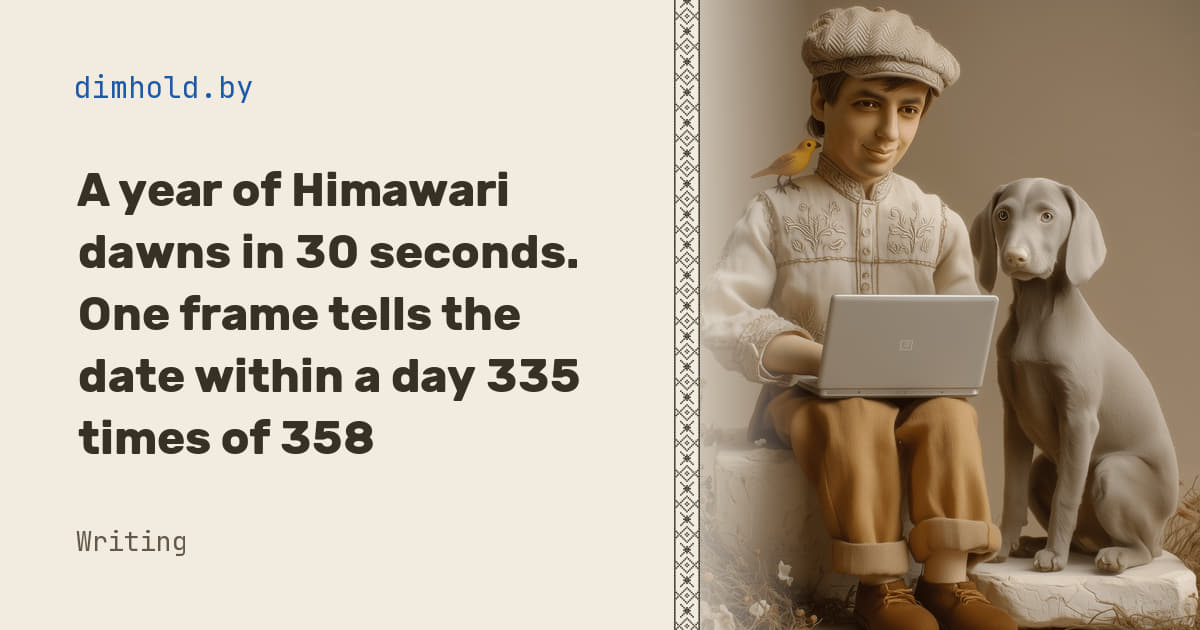 dimhold.by
A year of Himawari
dawns in 30 seconds.
One frame tells the
date within a day 335
times of 358
Writing